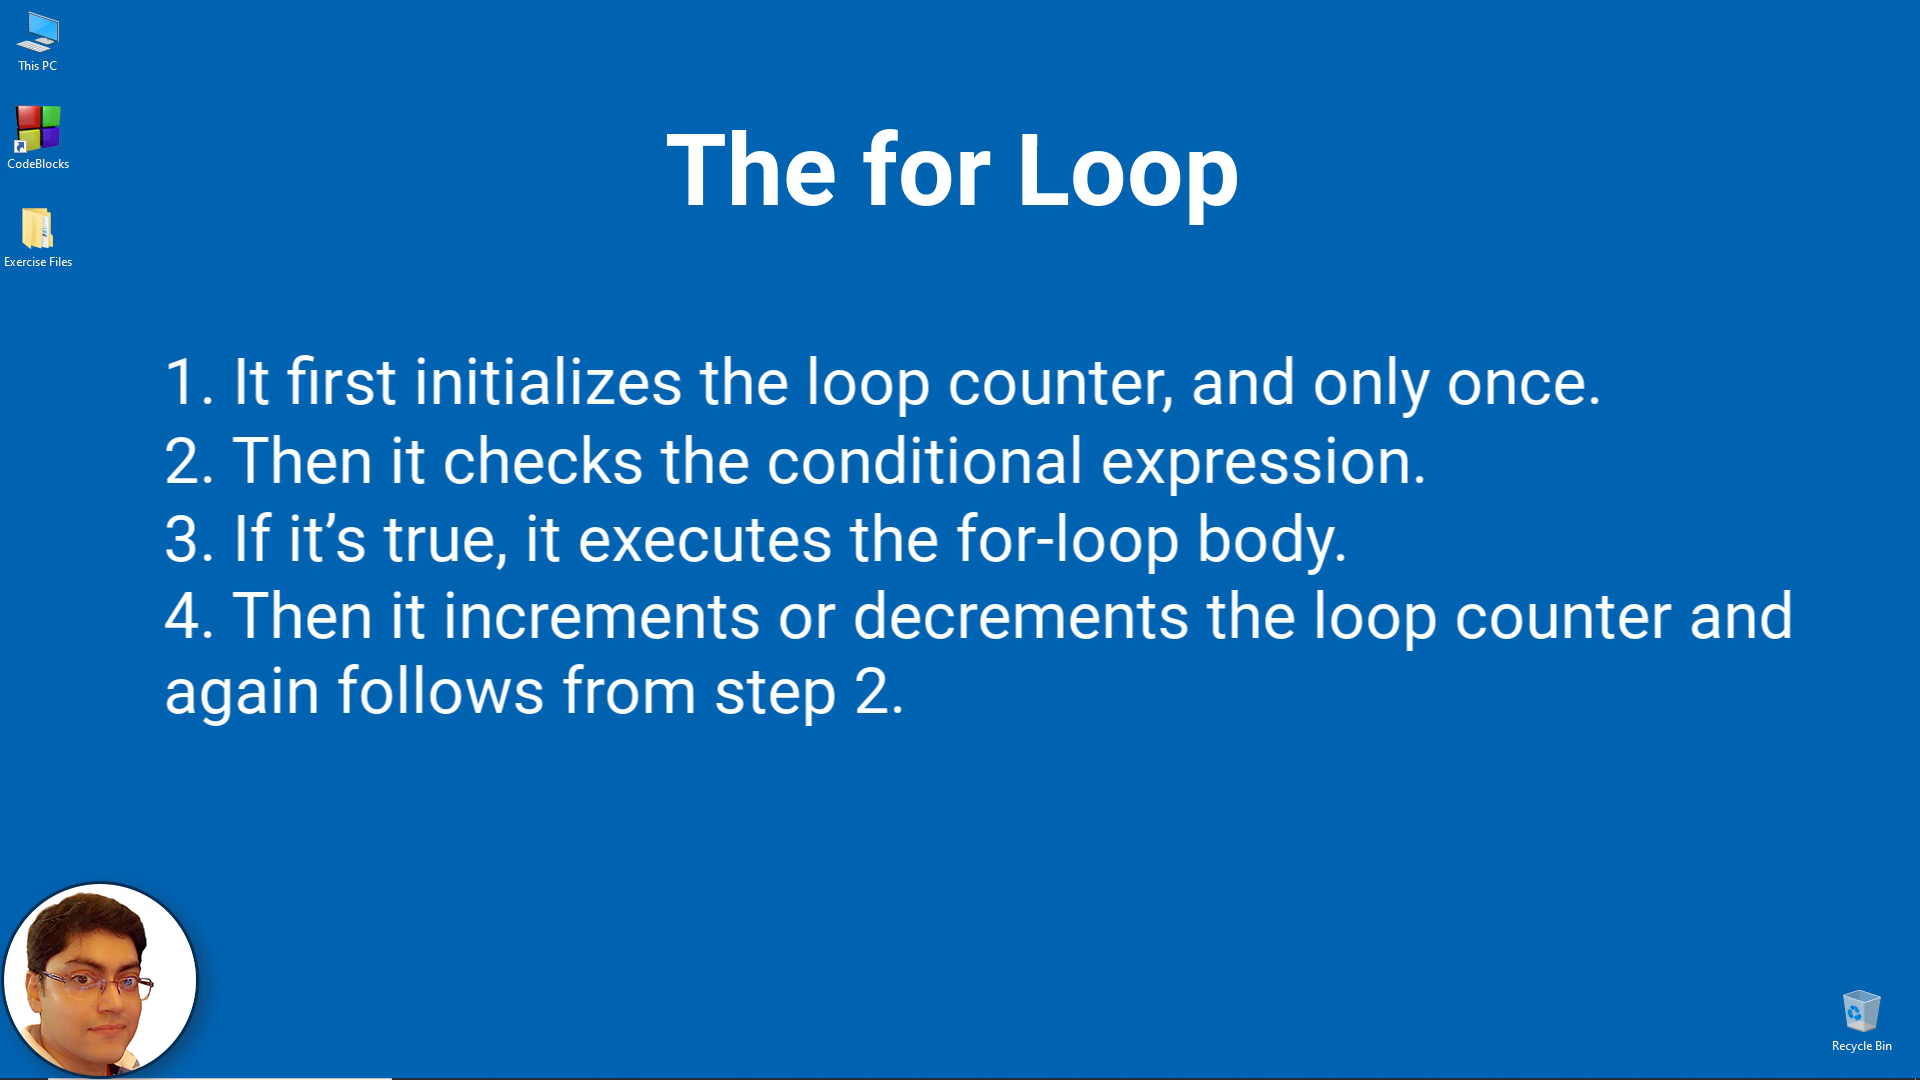 This PC
CodeBlocks
Exercise Files
The for Loop
1. It first initializes the loop counter, and only once.
2. Then it checks the conditional expression.
3. If it’s true, it executes the for-loop body.
4. Then it increments or decrements the loop counter and
again follows from step 2.
Recycle Bin